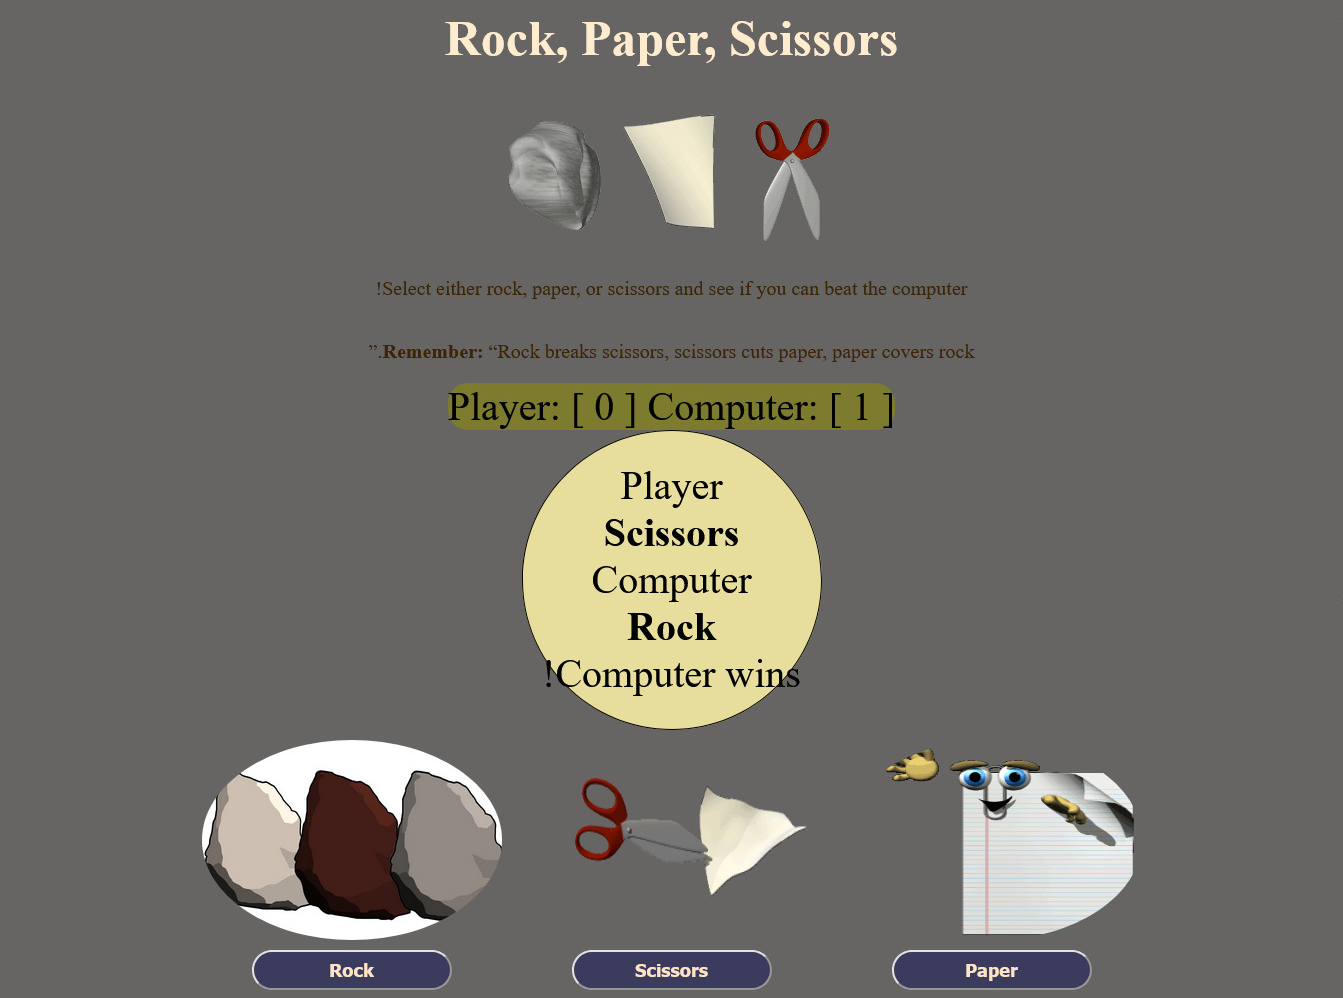 Rock, Paper, Scissors
!Select either rock, paper, or scissors and see if you can beat the computer
”.Remember: “Rock breaks scissors, scissors cuts paper, paper covers rock
Player: [ 0 ] Computer: [ 1 ]
Player
Scissors
Computer
Rock
!Computer wins
Rock
Scissors
Paper